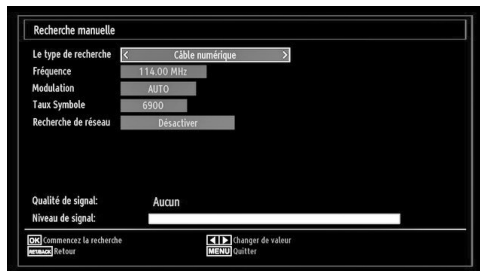 Recherche manuelle
Le type de recherche < Câble numérique >
Fréquence 114.00 MHz
Modulation AUTO
Taux Symbole 6900
Recherche de réseau Désactiver
Qualité de signal: Aucun
Niveau de signal:
OK Commencez la recherche Changer de valeur
RET/BACK Retour MENU Quitter